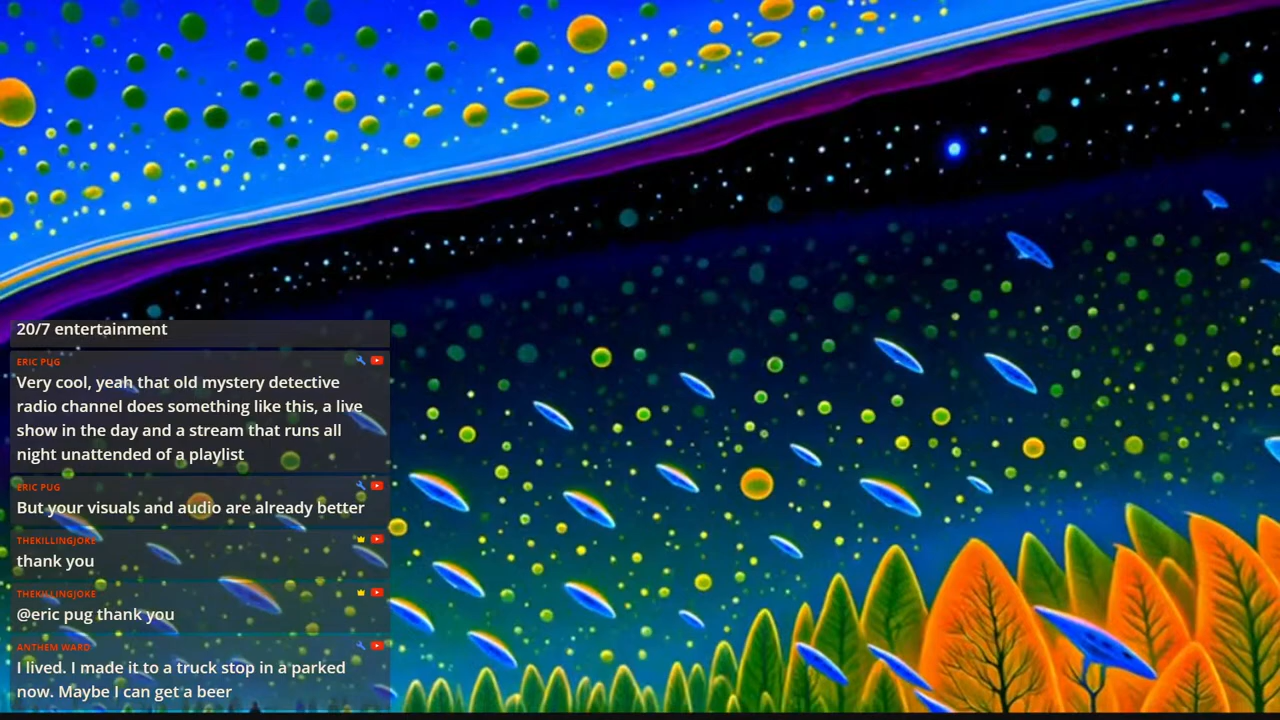 20/7 entertainment
ERIC PUG
Very cool, yeah that old mystery detective
radio channel does something like this, a live
show in the day and a stream that runs all
night unattended of a playlist
ERIC PUG
But your visuals and audio are already better
THEKILLINGJOKE
thank you
THEKILLINGJOKE
@eric pug thank you
ANTHEM WARD
I lived. I made it to a truck stop in a parked
now. Maybe I can get a beer